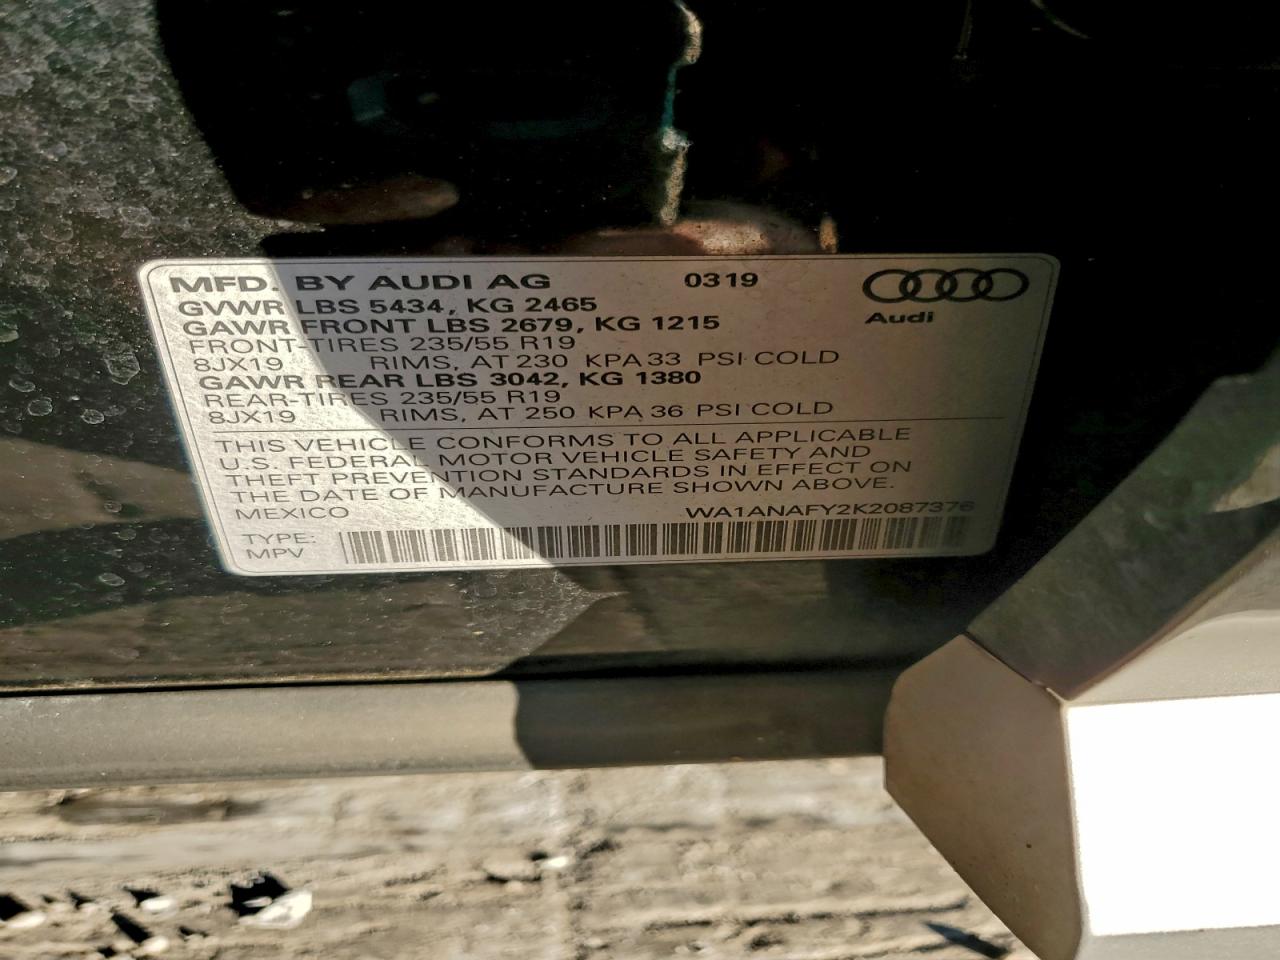 MFD. BY AUDI AG 0319
GVWR LBS 5434, KG 2465
GAWR FRONT LBS 2679, KG 1215 Audi
FRONT-TIRES 235/55 R19
8JX19 RIMS, AT 230 KPA 33 PSI COLD
GAWR REAR LBS 3042, KG 1380
REAR-TIRES 235/55 R19
8JX19 RIMS, AT 250 KPA 36 PSI COLD
THIS VEHICLE CONFORMS TO ALL APPLICABLE
U.S. FEDERAL MOTOR VEHICLE SAFETY AND
THEFT PREVENTION STANDARDS IN EFFECT ON
THE DATE OF MANUFACTURE SHOWN ABOVE.
MEXICO WA1ANAFY2K2087376
TYPE:
MPV